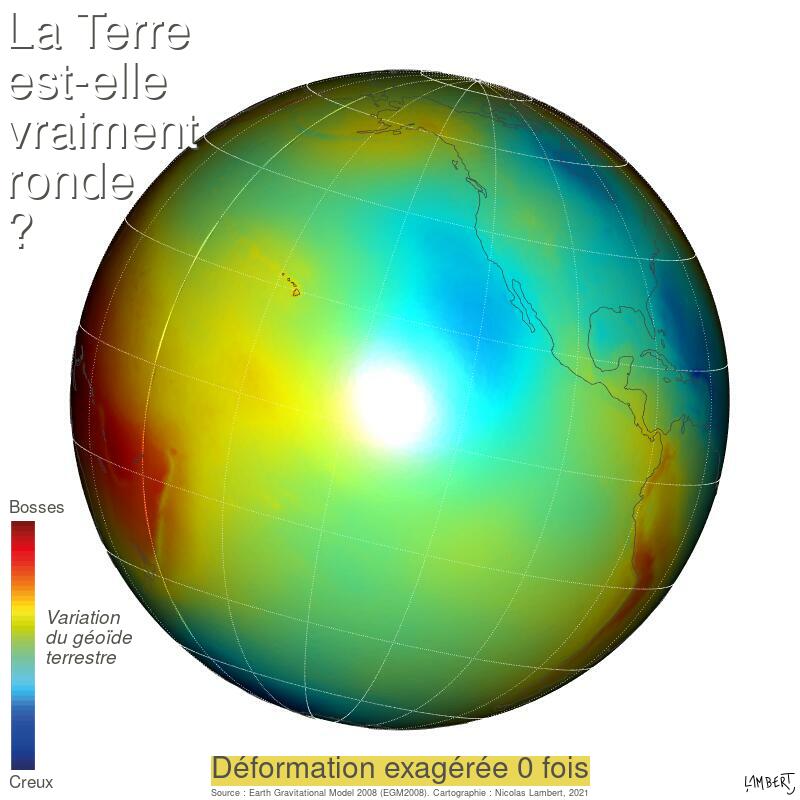 La Terre
est-elle
vraiment
ronde
?
Bosses
Variation
du géoïde
terrestre
Creux
Déformation exagérée 0 fois
Source : Earth Gravitational Model 2008 (EGM2008). Cartographie : Nicolas Lambert, 2021
LAMBERT